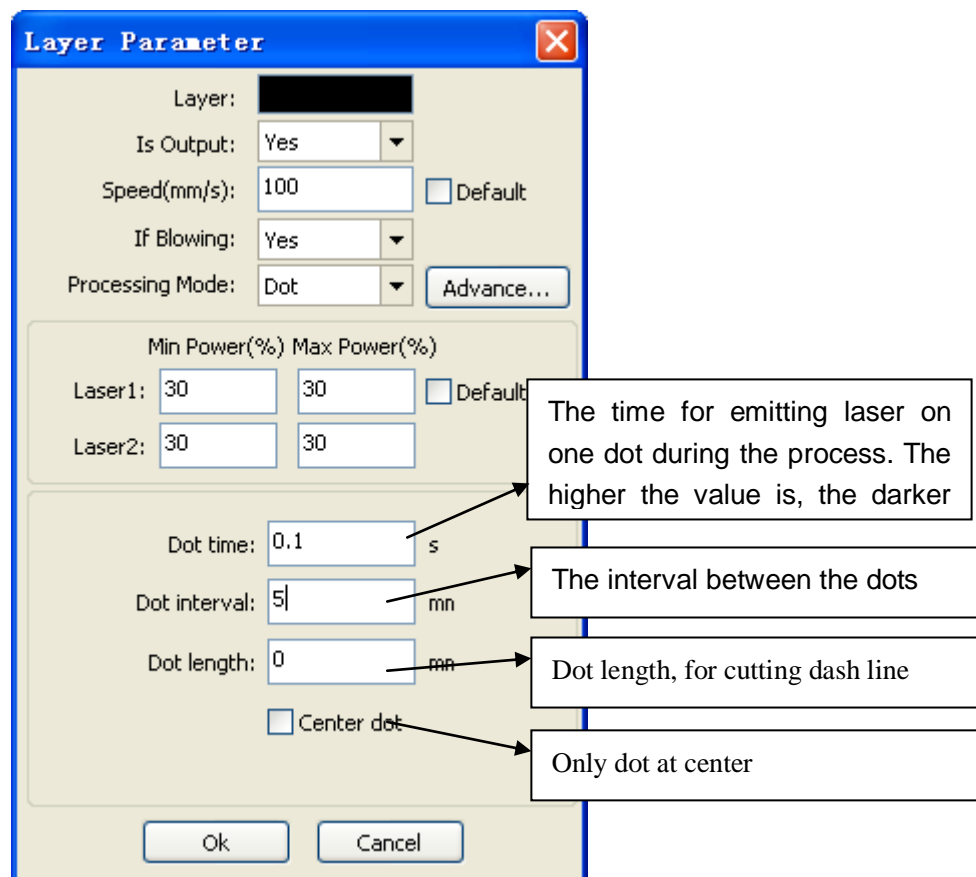 Layer Parameter
Layer:
Is Output: Yes
Speed(mm/s): 100 Default
If Blowing: Yes
Processing Mode: Dot Advance...
Min Power(%) Max Power(%)
Laser1: 30 30 Default
Laser2: 30 30
The time for emitting laser on
one dot during the process. The
higher the value is, the darker
Dot time: 0.1 s
Dot interval: 5 mn
The interval between the dots
Dot length: 0 mn
Dot length, for cutting dash line
Center dot
Only dot at center
Ok Cancel